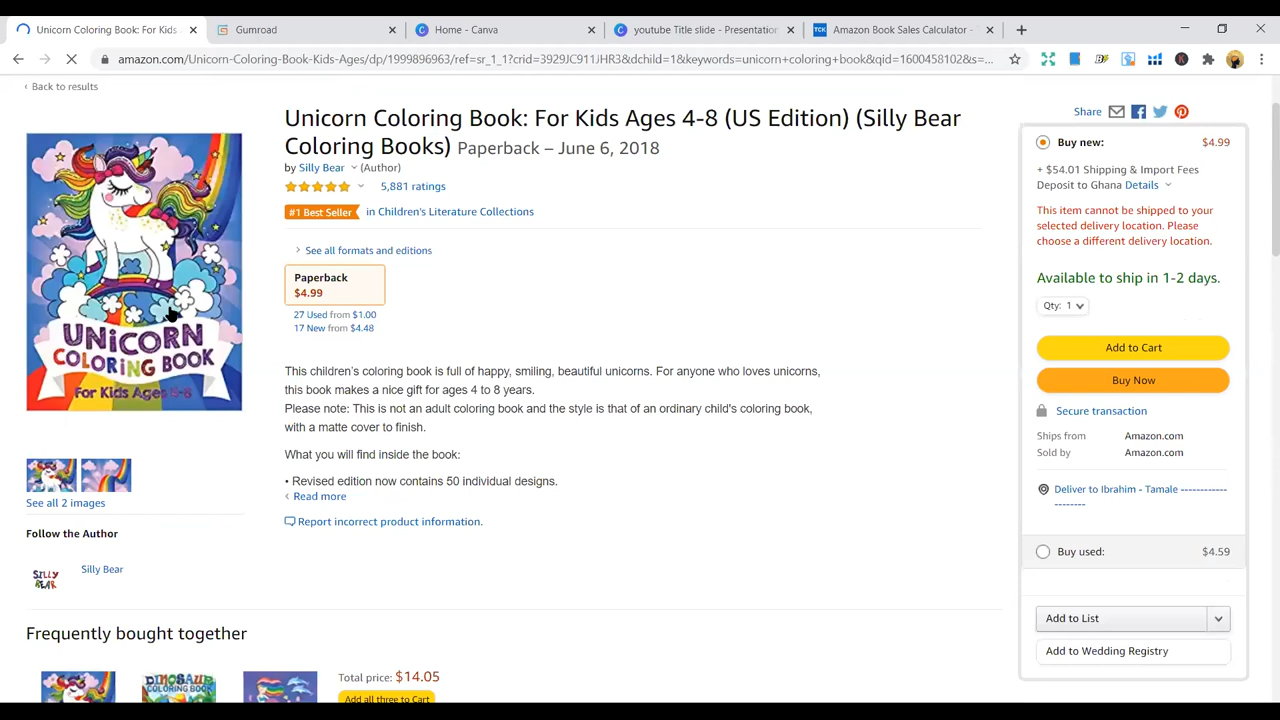 Unicorn Coloring Book: For Kids
Gumroad
Home - Canva
youtube Title slide - Presentation
Amazon Book Sales Calculator -
amazon.com/Unicorn-Coloring-Book-Kids-Ages/dp/1999890963/ref=sr_1_1?crid=3929JC911JHR3&dchild=1&keywords=unicorn+coloring+book&qid=1600458102&s=...
‹ Back to results
Unicorn Coloring Book: For Kids Ages 4-8 (US Edition) (Silly Bear
Coloring Books) Paperback – June 6, 2018
by Silly Bear (Author)
5,881 ratings
#1 Best Seller in Children's Literature Collections
See all formats and editions
Paperback
$4.99
27 Used from $1.00
17 New from $4.48
This children's coloring book is full of happy, smiling, beautiful unicorns. For anyone who loves unicorns,
this book makes a nice gift for ages 4 to 8 years.
Please note: This is not an adult coloring book and the style is that of an ordinary child's coloring book,
with a matte cover to finish.
What you will find inside the book:
• Revised edition now contains 50 individual designs.
Read more
Report incorrect product information.
UNiCORN
COLORiNG BOOK
For Kids Ages 4-8
See all 2 images
Follow the Author
SILLY
BEAR
Silly Bear
Frequently bought together
DINOSAUR
COLORING BOOK
Total price: $14.05
Add all three to Cart
Share
Buy new: $4.99
+ $54.01 Shipping & Import Fees
Deposit to Ghana Details
This item cannot be shipped to your
selected delivery location. Please
choose a different delivery location.
Available to ship in 1-2 days.
Qty: 1
Add to Cart
Buy Now
Secure transaction
Ships from Amazon.com
Sold by Amazon.com
Deliver to Ibrahim - Tamale ------------
--------
Buy used: $4.59
Add to List
Add to Wedding Registry